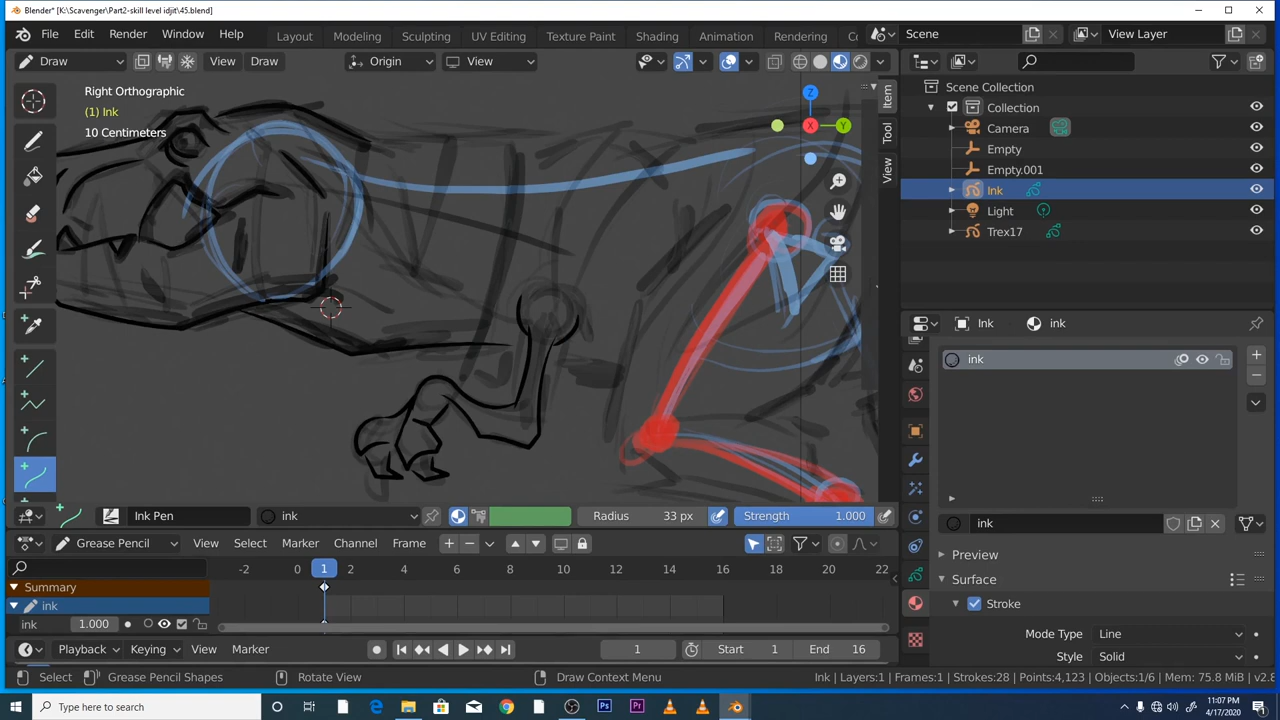 Blender* [K:\Scavenger\Part2-skill level idjit\45.blend]
File Edit Render Window Help Layout Modeling Sculpting UV Editing Texture Paint Shading Animation Rendering Scene View Layer
Draw View Draw Origin View
Right Orthographic
(1) Ink
10 Centimeters
Z
X Y
Item
Tool
View
Scene Collection
Collection
Camera
Empty
Empty.001
Ink
Light
Trex17
Ink ink
ink
ink
Preview
Surface
Stroke
Mode Type Line
Style Solid
Ink Pen ink Radius 33 px Strength 1.000
Grease Pencil View Select Marker Channel Frame
-2 0 1 2 4 6 8 10 12 14 16 18 20 22
Summary
ink
ink 1.000
Playback Keying View Marker 1 Start 1 End 16
Select Grease Pencil Shapes Rotate View Draw Context Menu Ink | Layers:1 | Frames:1 | Strokes:28 | Points:4,123 | Objects:1/6 | Mem: 75.8 MiB | v2.8
Type here to search
Ps Pr
11:07 PM
4/17/2020